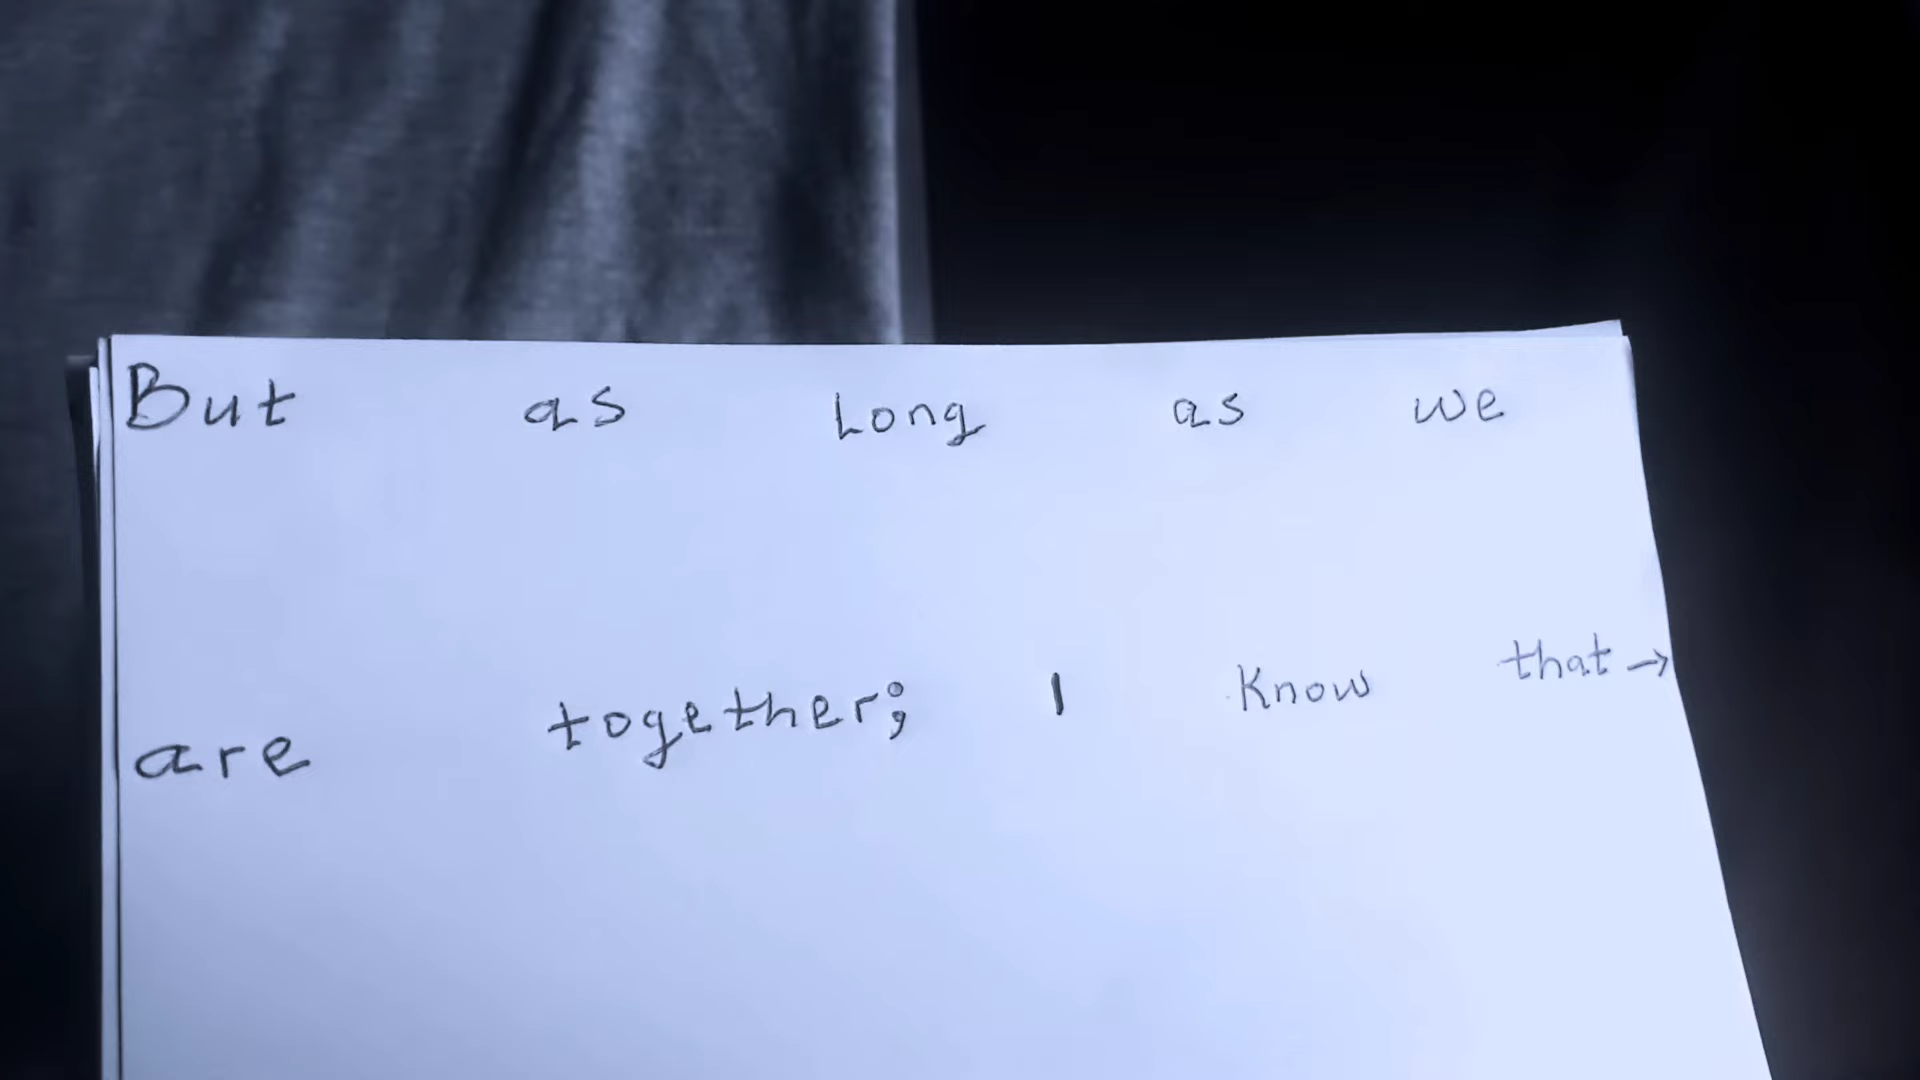 But as Long as we
are together; I Know that →